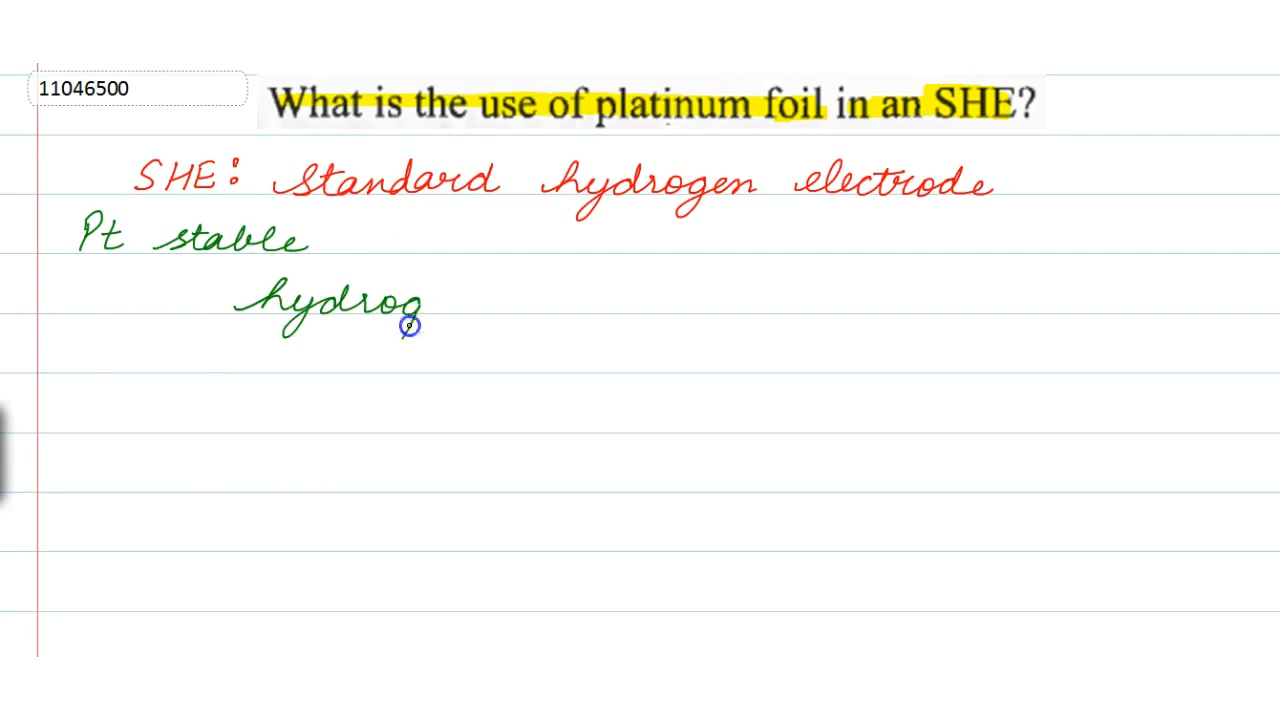 11046500
What is the use of platinum foil in an SHE?
SHE: standard hydrogen electrode
Pt stable
hydrog